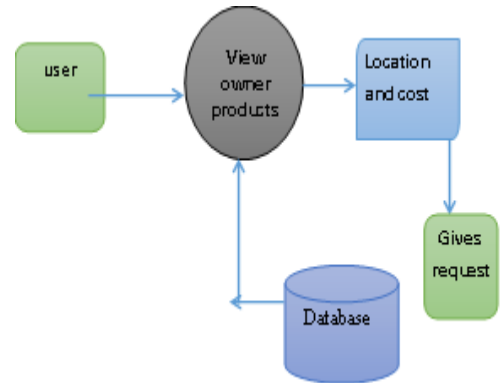 user
View
owner
products
Location
and cost
Gives
request
Database